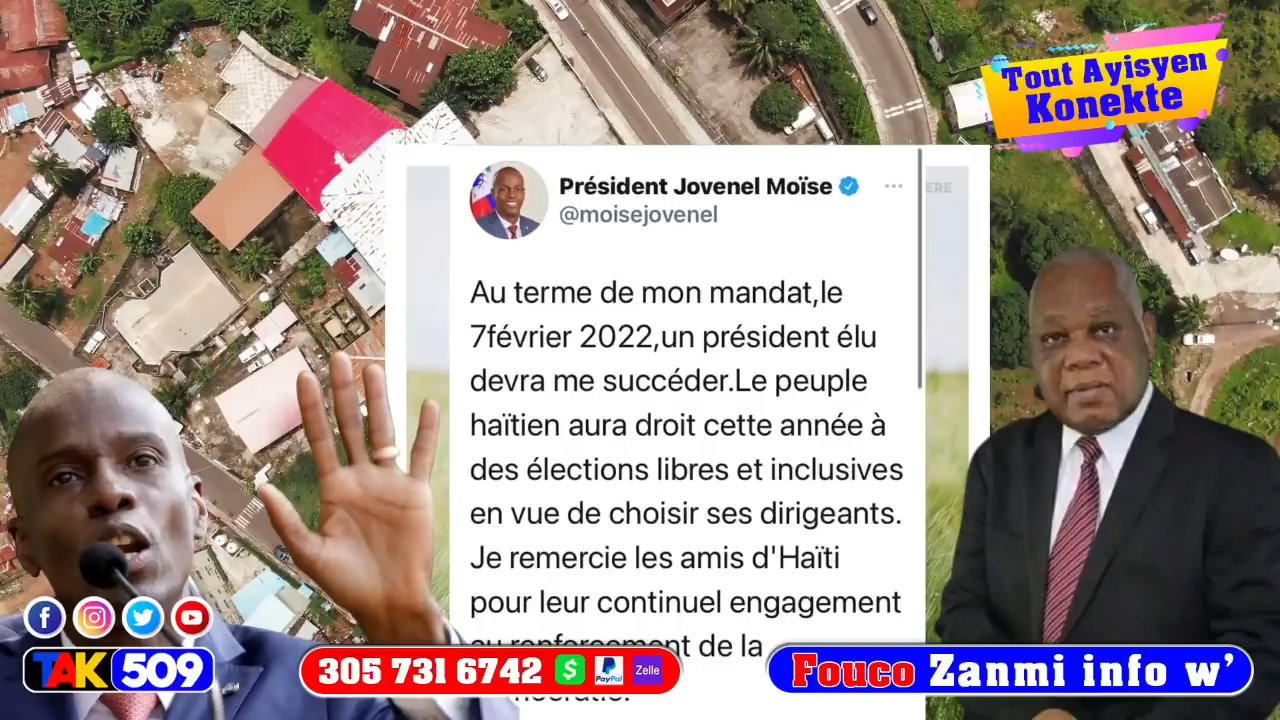 Tout Ayisyen
Konekte
Président Jovenel Moïse
@moisejovenel
ERE
Au terme de mon mandat,le
7février 2022,un président élu
devra me succéder.Le peuple
haïtien aura droit cette année à
des élections libres et inclusives
en vue de choisir ses dirigeants.
Je remercie les amis d'Haïti
pour leur continuel engagement
au renforcement de la
TAK 509
305 731 6742 $ PayPal Zelle
Fouco Zanmi info w'